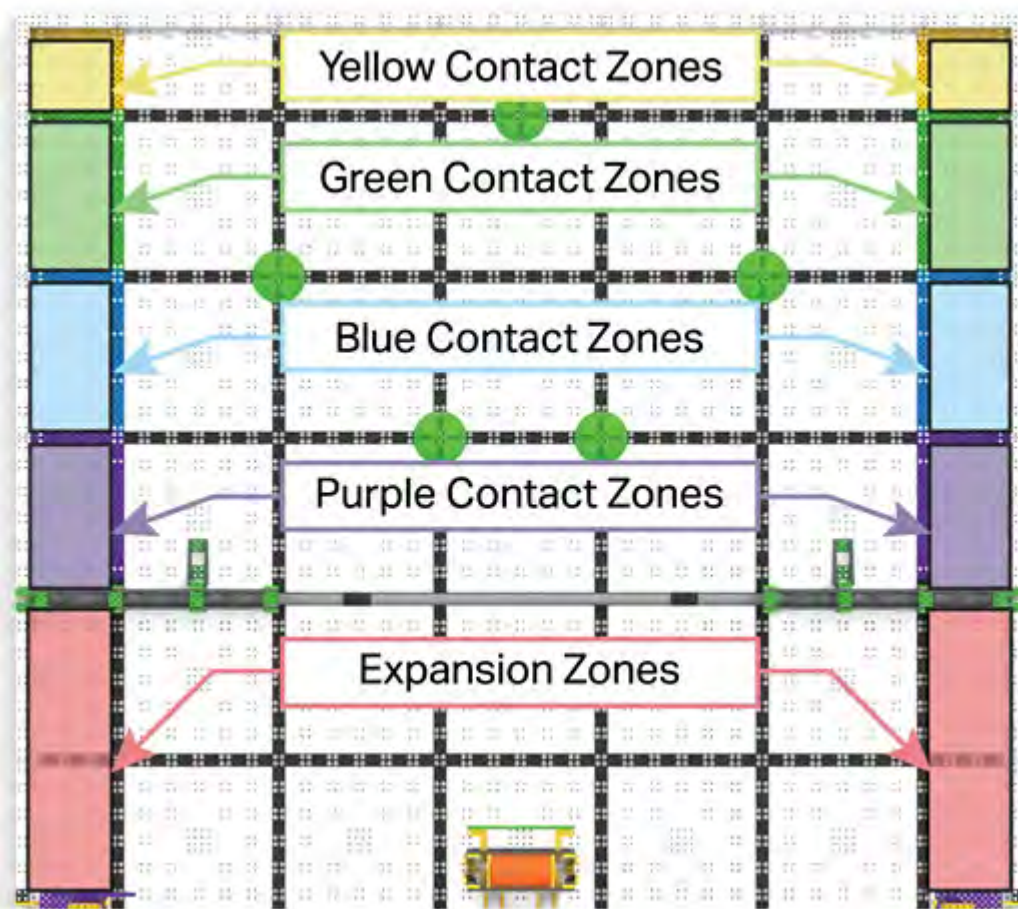 Yellow Contact Zones
Green Contact Zones
Blue Contact Zones
Purple Contact Zones
Expansion Zones